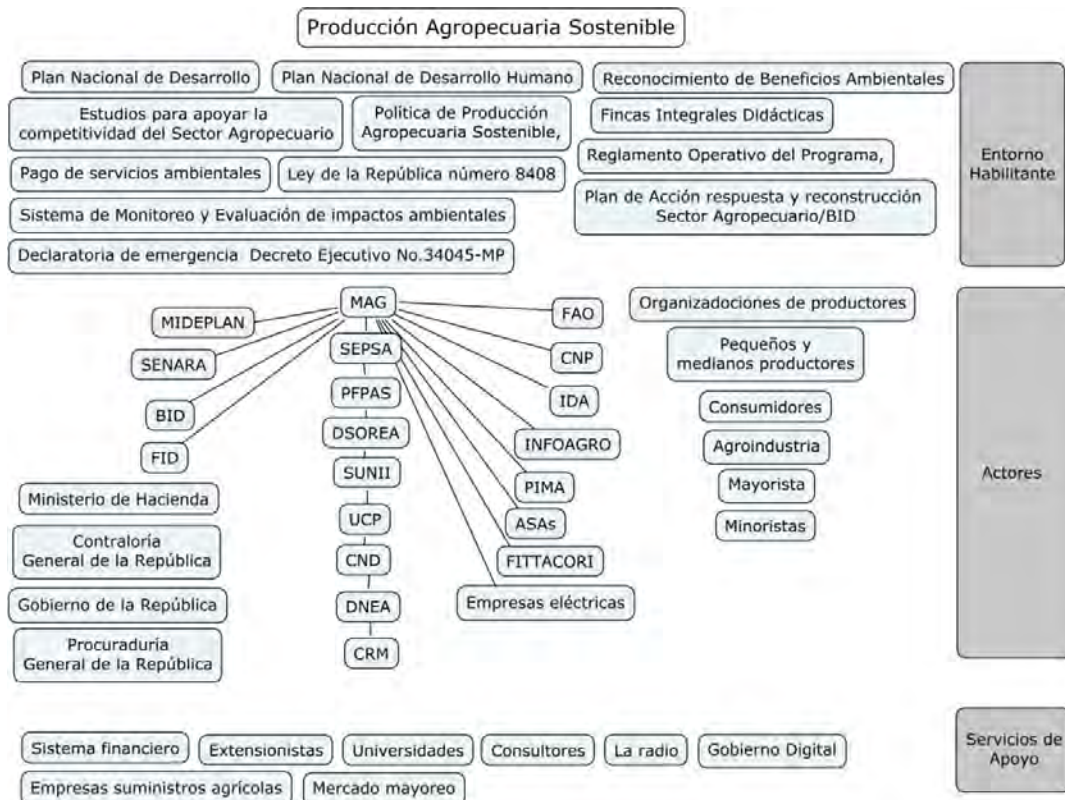 Producción Agropecuaria Sostenible
Plan Nacional de Desarrollo
Plan Nacional de Desarrollo Humano
Reconocimiento de Beneficios Ambientales
Estudios para apoyar la
competitividad del Sector Agropecuario
Politica de Producción
Agropecuaria Sostenible,
Fincas Integrales Didácticas
Reglamento Operativo del Programa,
Pago de servicios ambientales
Ley de la República número 8408
Plan de Acción respuesta y reconstrucción
Sector Agropecuario/BID
Sistema de Monitoreo y Evaluación de impactos ambientales
Declaratoria de emergencia Decreto Ejecutivo No.34045-MP
Entorno
Habilitante
MAG
MIDEPLAN
SENARA
BID
FID
SEPSA
PFPAS
DSOREA
SUNII
UCP
CND
DNEA
CRM
FAO
CNP
IDA
INFOAGRO
PIMA
ASAs
FITTACORI
Empresas eléctricas
Ministerio de Hacienda
Contraloría
General de la República
Gobierno de la República
Procuraduría
General de la República
Organizadociones de productores
Pequeños y
medianos productores
Consumidores
Agroindustria
Mayorista
Minoristas
Actores
Sistema financiero
Extensionistas
Universidades
Consultores
La radio
Gobierno Digital
Empresas suministros agrícolas
Mercado mayoreo
Servicios de
Apoyo